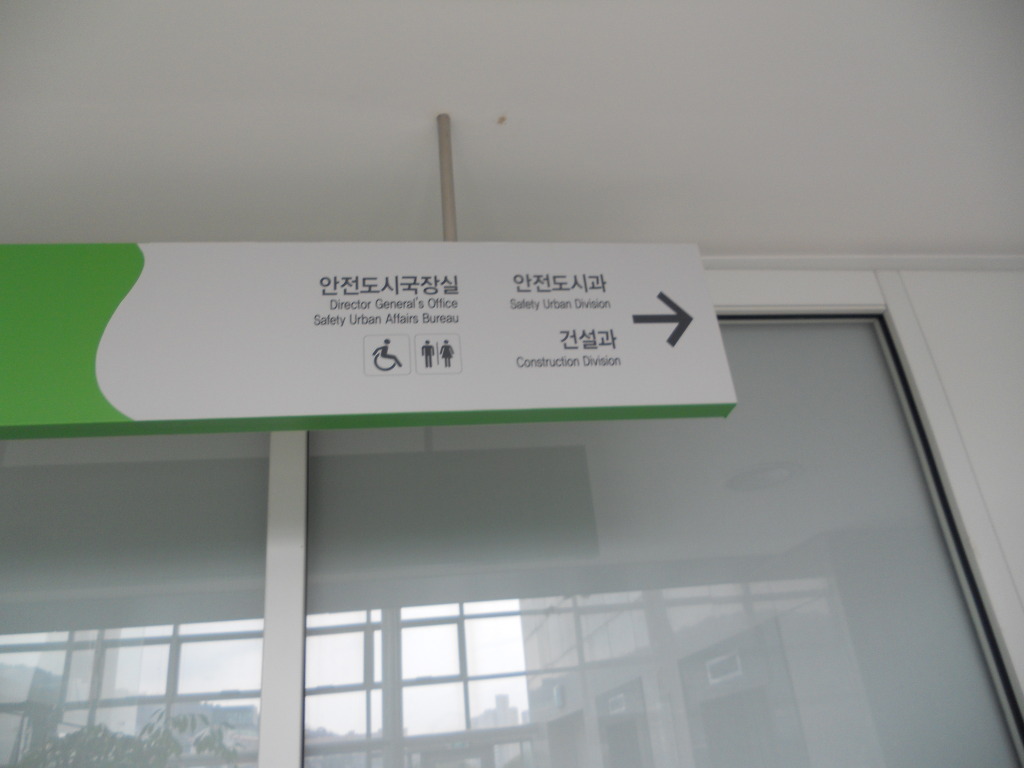 안전도시국장실
Director General's Office
Safety Urban Affairs Bureau
안전도시과
Safety Urban Division
건설과
Construction Division